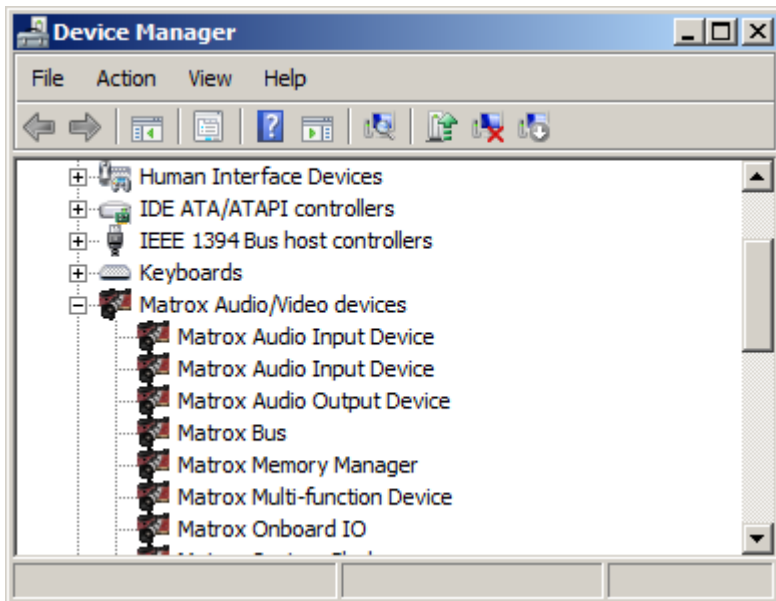 Device Manager
File Action View Help
Human Interface Devices
IDE ATA/ATAPI controllers
IEEE 1394 Bus host controllers
Keyboards
Matrox Audio/Video devices
Matrox Audio Input Device
Matrox Audio Input Device
Matrox Audio Output Device
Matrox Bus
Matrox Memory Manager
Matrox Multi-function Device
Matrox Onboard IO